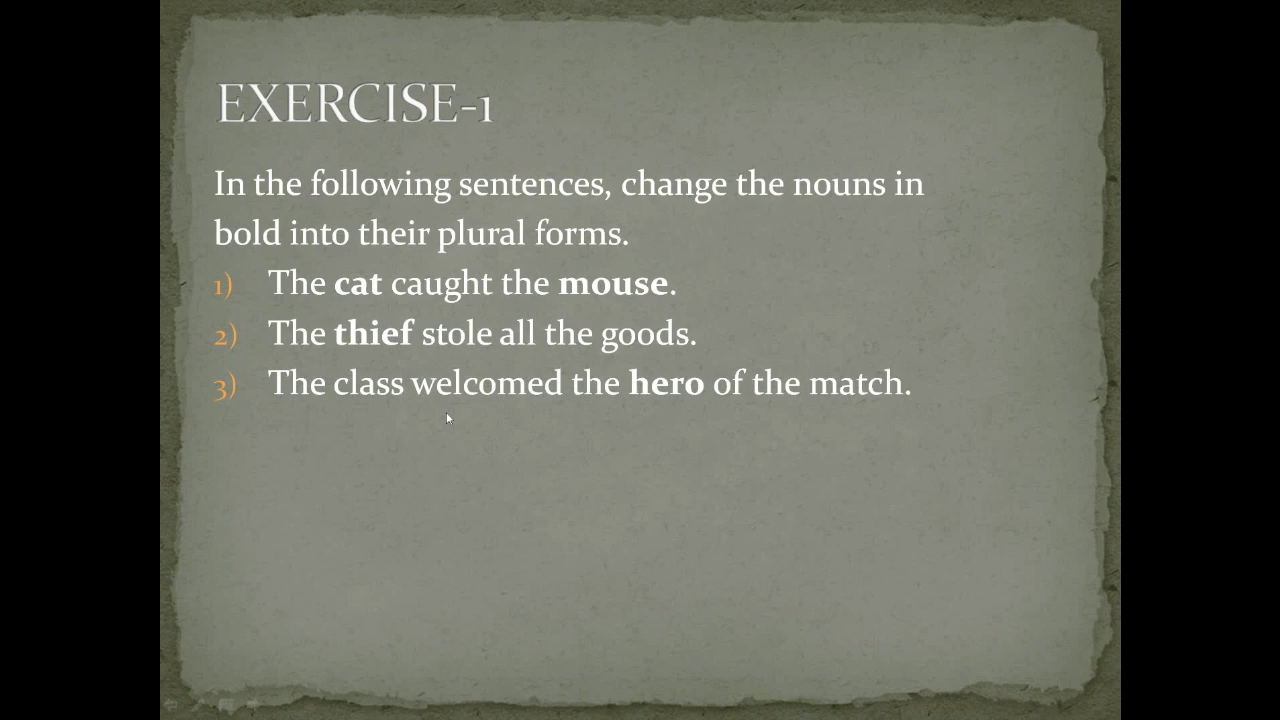 EXERCISE-1
In the following sentences, change the nouns in
bold into their plural forms.
1) The cat caught the mouse.
2) The thief stole all the goods.
3) The class welcomed the hero of the match.